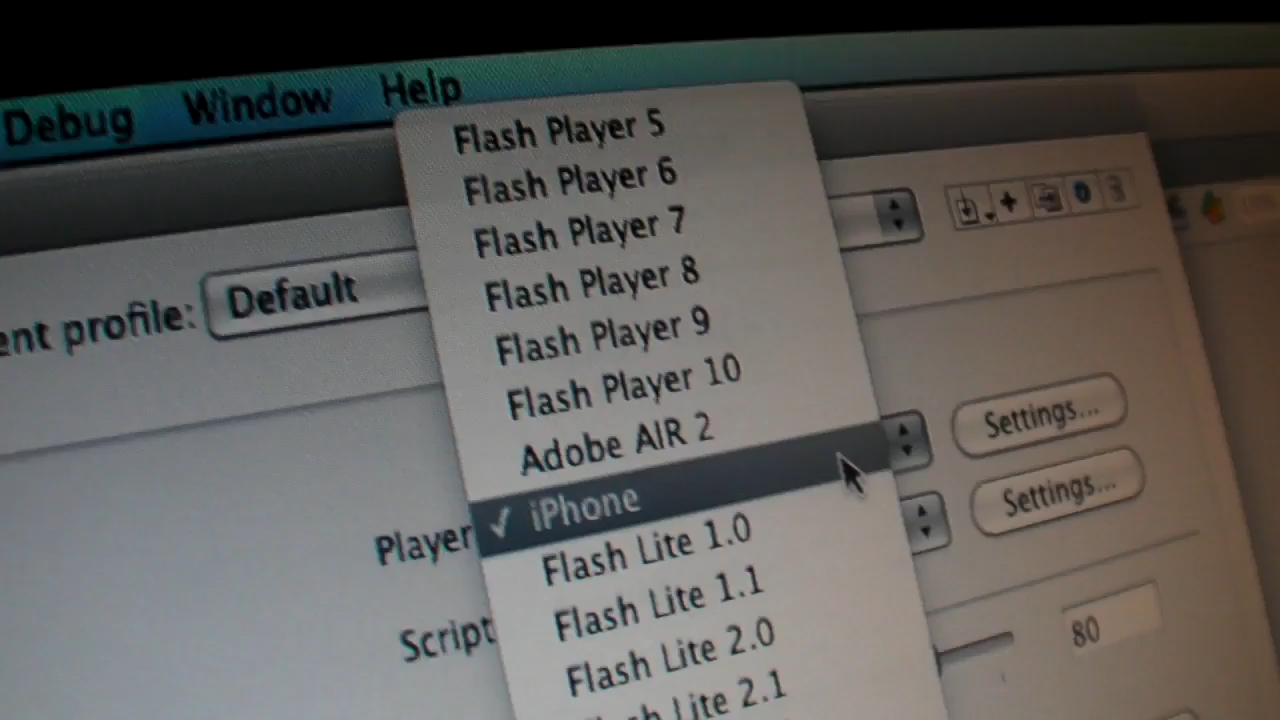 Debug Window Help
Flash Player 5
Flash Player 6
Flash Player 7
Flash Player 8
profile: Default
Flash Player 9
Flash Player 10
Adobe AIR 2
Settings...
Player
✓ iPhone
Settings...
Flash Lite 1.0
Flash Lite 1.1
Script
Flash Lite 2.0
80
Lite 2.1